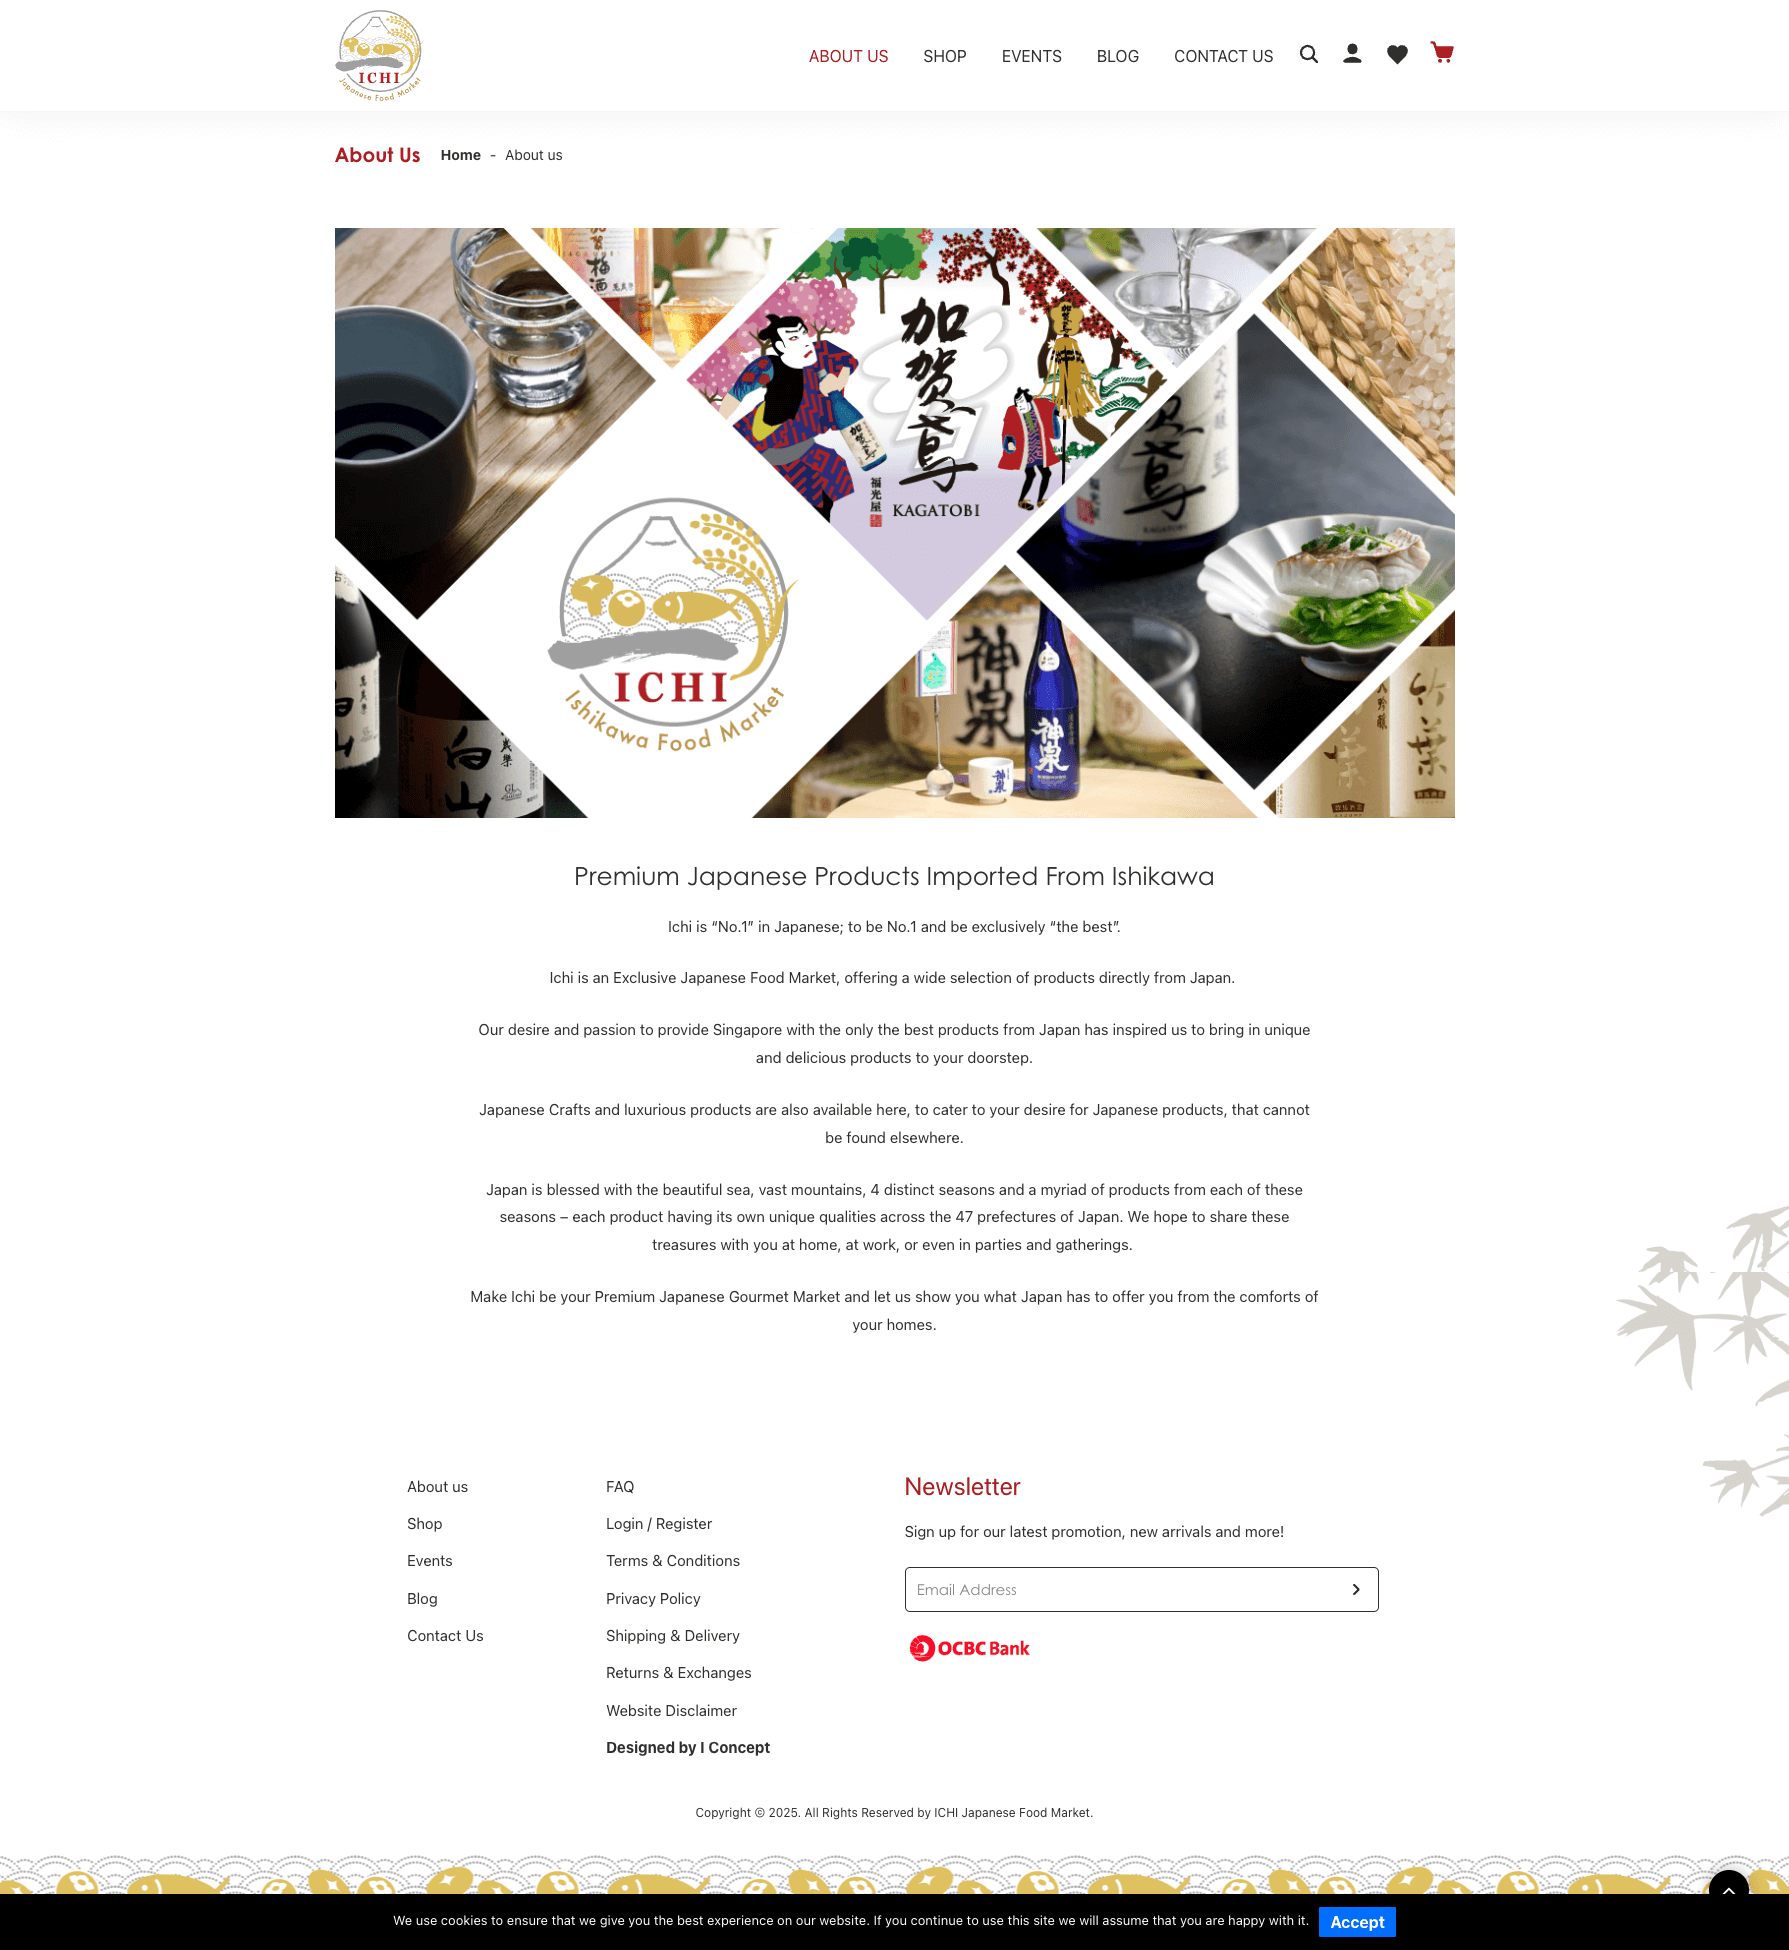 ICHI
Japanese Food Market
ABOUT US
SHOP
EVENTS
BLOG
CONTACT US
About Us
Home - About us
梅酒
加賀鳶
福光屋
KAGATOBI
加賀鳶
KAGATOBI
ICHI
Ishikawa Food Market
白山
神泉
神泉
神泉
竹葉
Premium Japanese Products Imported From Ishikawa
Ichi is “No.1” in Japanese; to be No.1 and be exclusively “the best”.
Ichi is an Exclusive Japanese Food Market, offering a wide selection of products directly from Japan.
Our desire and passion to provide Singapore with the only the best products from Japan has inspired us to bring in unique
and delicious products to your doorstep.
Japanese Crafts and luxurious products are also available here, to cater to your desire for Japanese products, that cannot
be found elsewhere.
Japan is blessed with the beautiful sea, vast mountains, 4 distinct seasons and a myriad of products from each of these
seasons – each product having its own unique qualities across the 47 prefectures of Japan. We hope to share these
treasures with you at home, at work, or even in parties and gatherings.
Make Ichi be your Premium Japanese Gourmet Market and let us show you what Japan has to offer you from the comforts of
your homes.
About us
Shop
Events
Blog
Contact Us
FAQ
Login / Register
Terms & Conditions
Privacy Policy
Shipping & Delivery
Returns & Exchanges
Website Disclaimer
Designed by I Concept
Newsletter
Sign up for our latest promotion, new arrivals and more!
Email Address
OCBC Bank
Copyright © 2025. All Rights Reserved by ICHI Japanese Food Market.
We use cookies to ensure that we give you the best experience on our website. If you continue to use this site we will assume that you are happy with it.
Accept